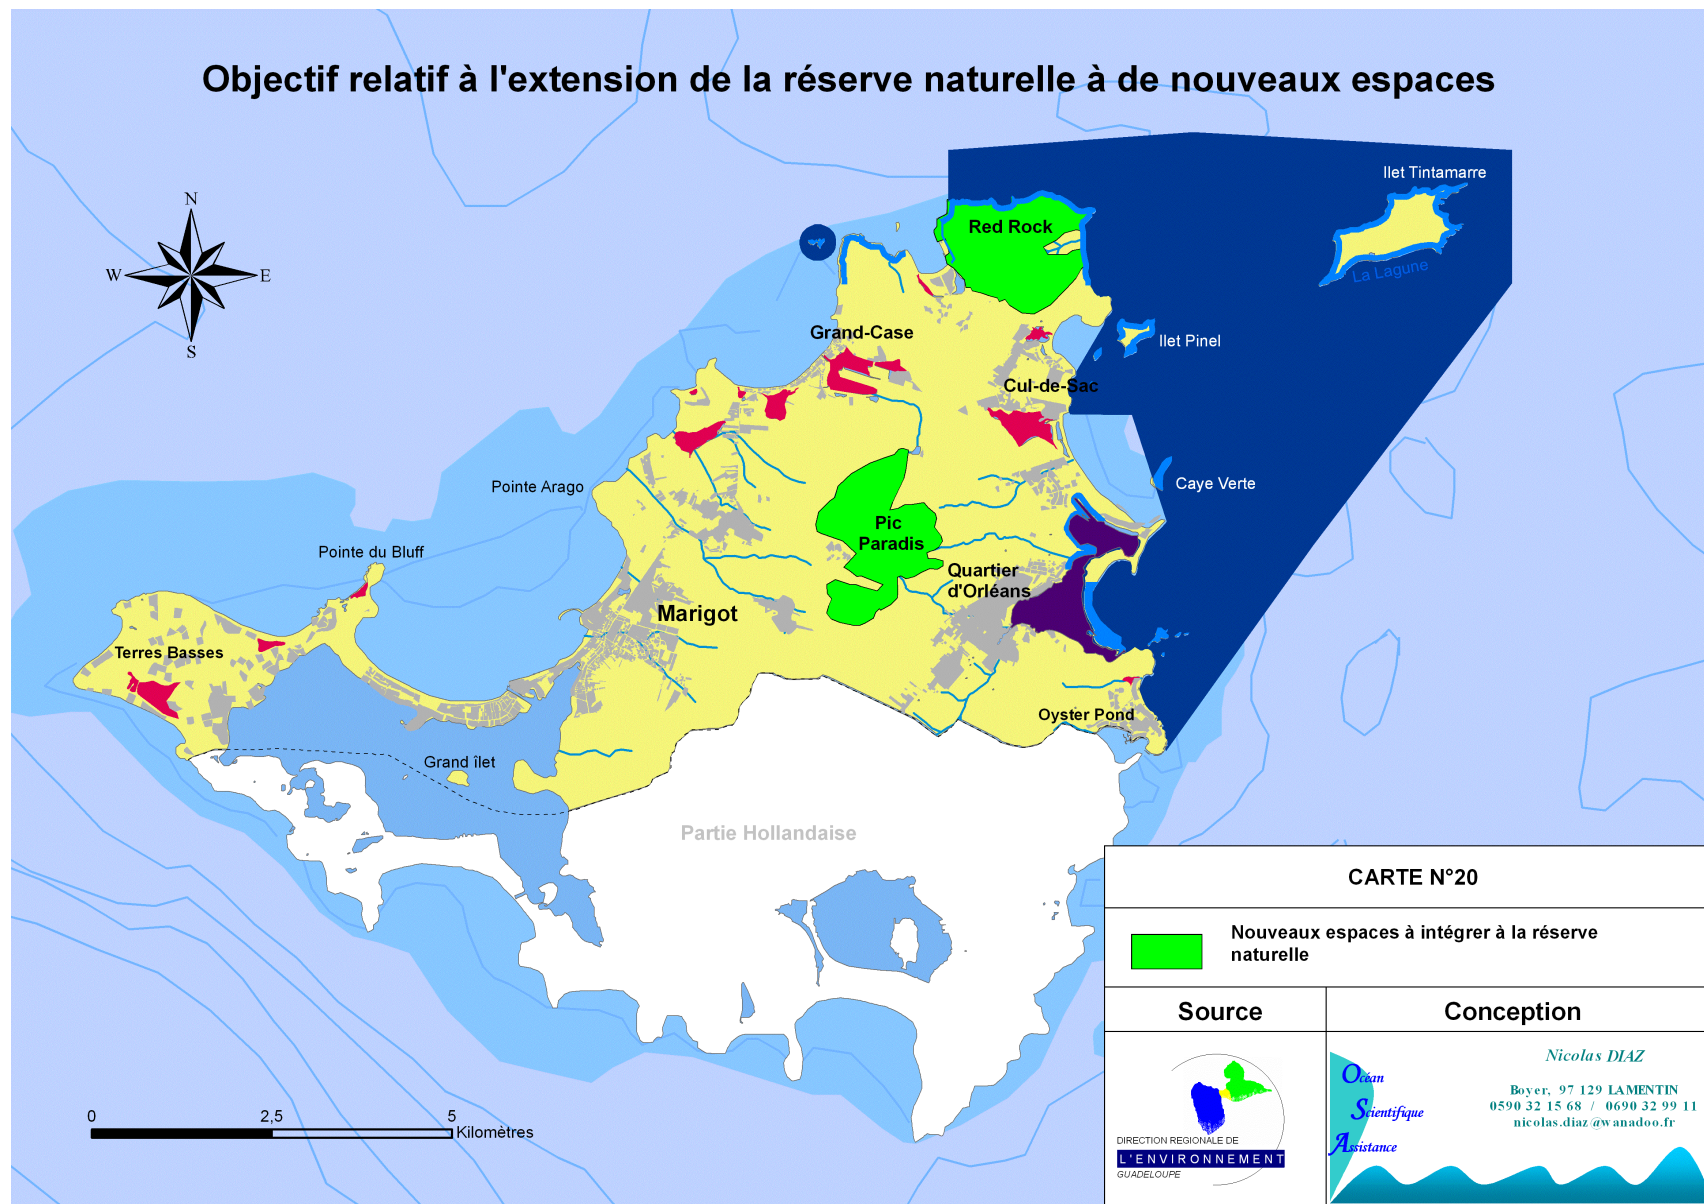 Objectif relatif à l'extension de la réserve naturelle à de nouveaux espaces
N
W
E
S
Ilet Tintamarre
La Lagune
Red Rock
Ilet Pinel
Grand-Case
Cul-de-Sac
Caye Verte
Pointe Arago
Pic
Paradis
Pointe du Bluff
Quartier
d'Orléans
Marigot
Terres Basses
Oyster Pond
Grand îlet
Partie Hollandaise
0
2,5
5
Kilomètres
CARTE N°20
Nouveaux espaces à intégrer à la réserve
naturelle
Source
Conception
DIRECTION REGIONALE DE
L'ENVIRONNEMENT
GUADELOUPE
Océan
Scientifique
Assistance
Nicolas DIAZ
Boyer, 97 129 LAMENTIN
0590 32 15 68 / 0690 32 99 11
nicolas.diaz@wanadoo.fr